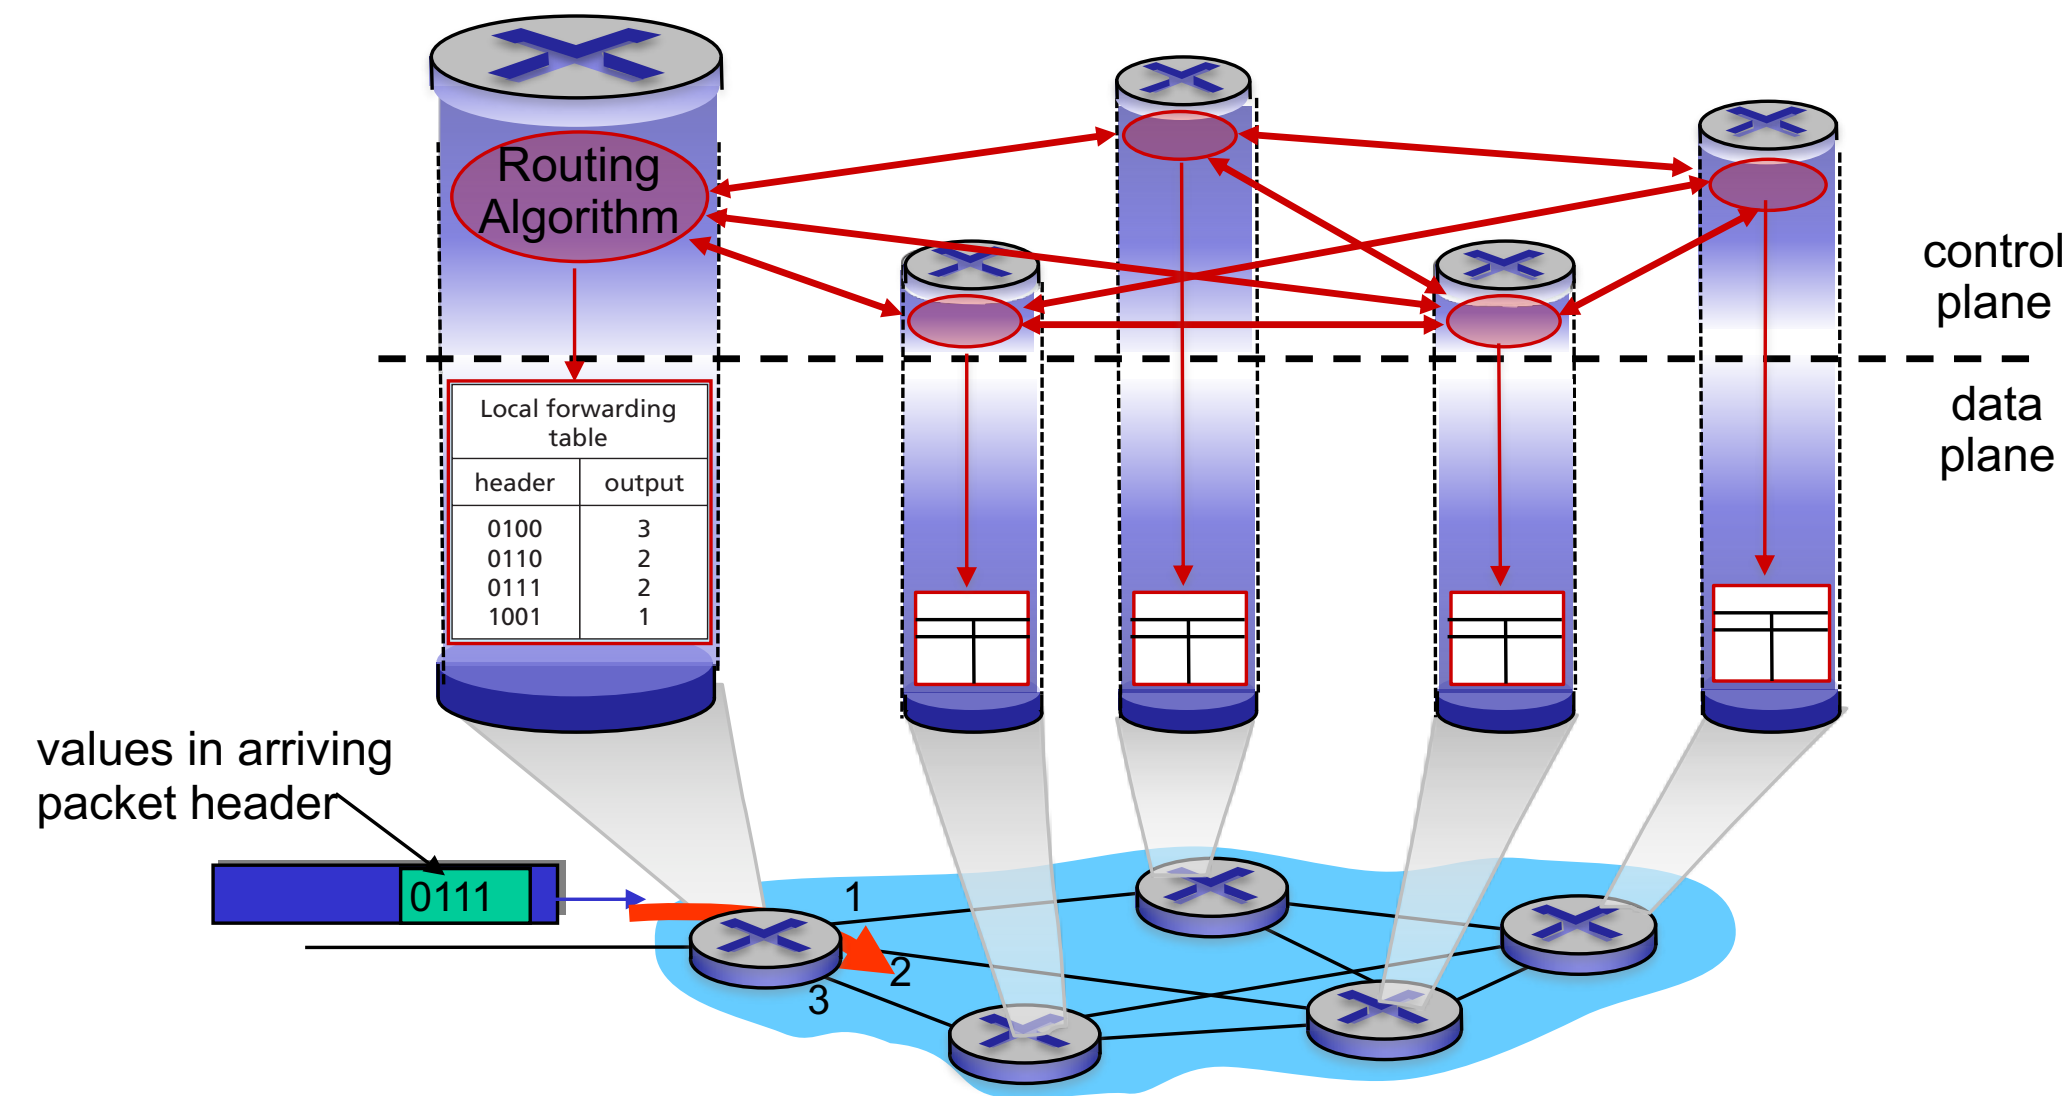 Routing
Algorithm
control
plane
data
plane
Local forwarding
table
header output
0100 3
0110 2
0111 2
1001 1
values in arriving
packet header
0111
1
2
3